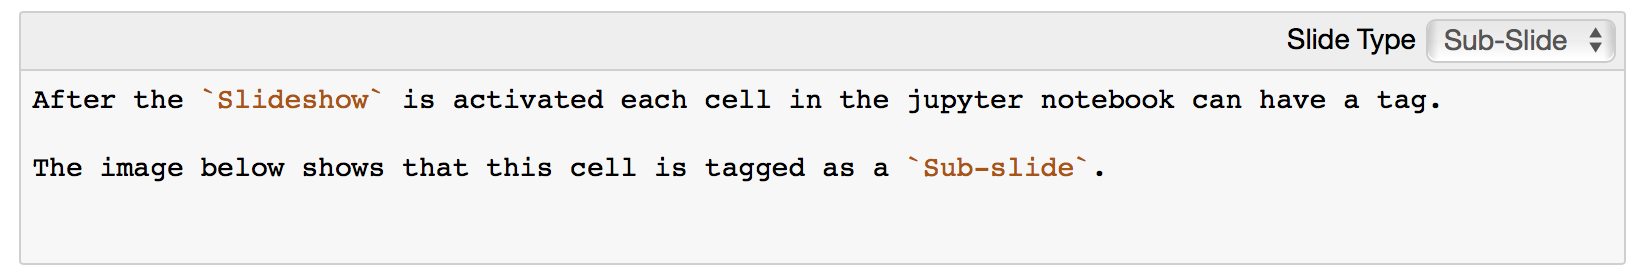 Slide Type Sub-Slide
After the `Slideshow` is activated each cell in the jupyter notebook can have a tag.
The image below shows that this cell is tagged as a `Sub-slide`.